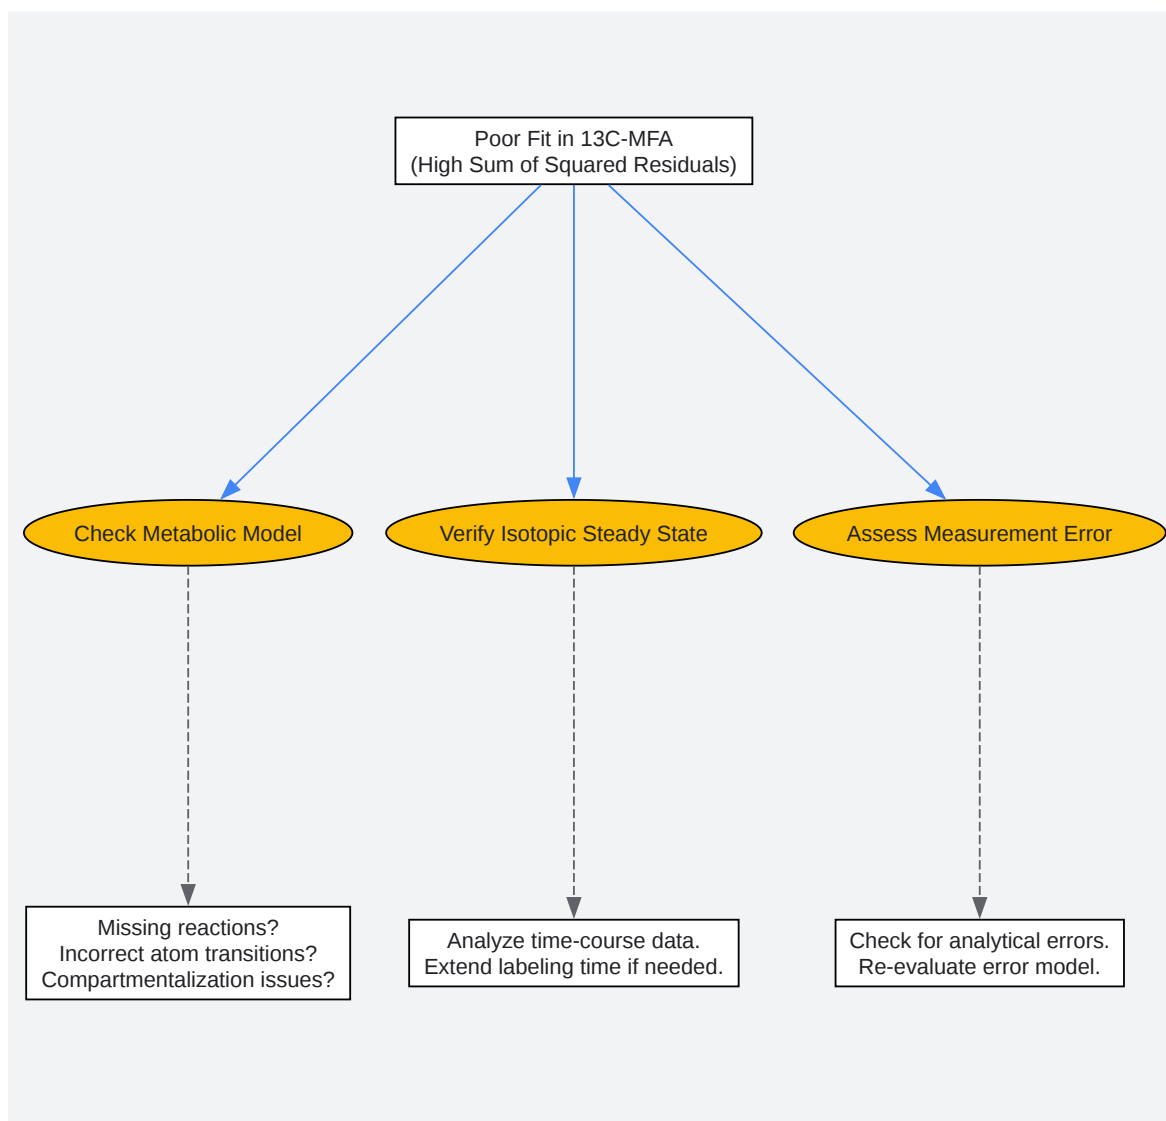 Poor Fit in 13C-MFA
(High Sum of Squared Residuals)
Check Metabolic Model
Verify Isotopic Steady State
Assess Measurement Error
Missing reactions?
Incorrect atom transitions?
Compartmentalization issues?
Analyze time-course data.
Extend labeling time if needed.
Check for analytical errors.
Re-evaluate error model.